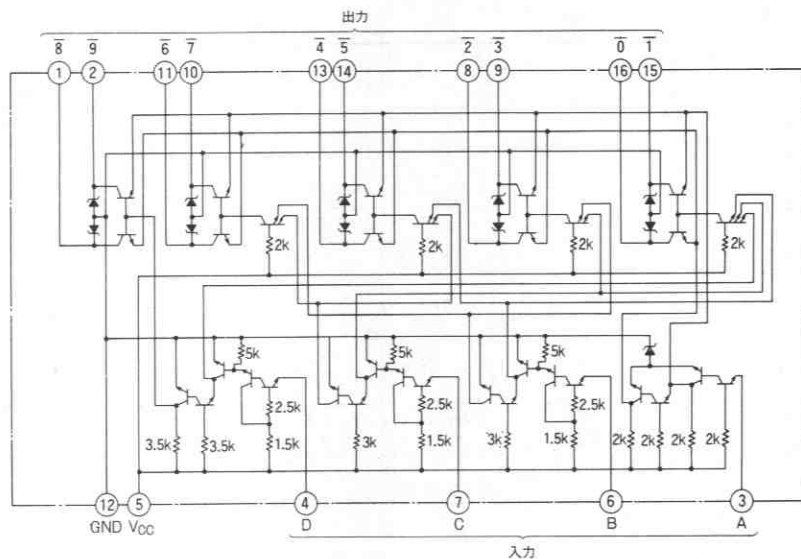 出力
8 9 6 7 4 5 2 3 0 1
1 2 11 10 13 14 8 9 16 15
2k 2k 2k 2k
5k 5k 5k
2.5k 2.5k 2.5k
3.5k 3.5k 1.5k 3k 1.5k 3k 1.5k 2k 2k 2k 2k
12 5 4 7 6 3
GND VCC D C B A
入力